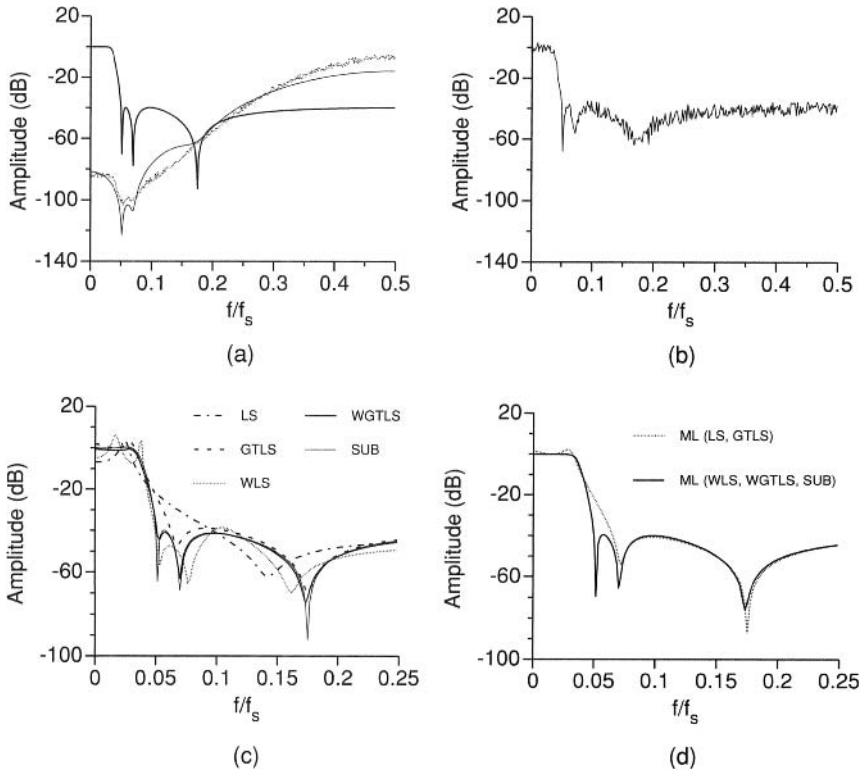 20
-20
-60
-100
-140
Amplitude (dB)
0
0.1
0.2
0.3
0.4
0.5
f/fs
(a)
20
-20
-60
-100
-140
Amplitude (dB)
0
0.1
0.2
0.3
0.4
0.5
f/fs
(b)
20
-20
-60
-100
Amplitude (dB)
LS
GTLS
WLS
WGTLS
SUB
0
0.05
0.1
0.15
0.2
0.25
f/fs
(c)
20
-20
-60
-100
Amplitude (dB)
ML (LS, GTLS)
ML (WLS, WGTLS, SUB)
0
0.05
0.1
0.15
0.2
0.25
f/fs
(d)